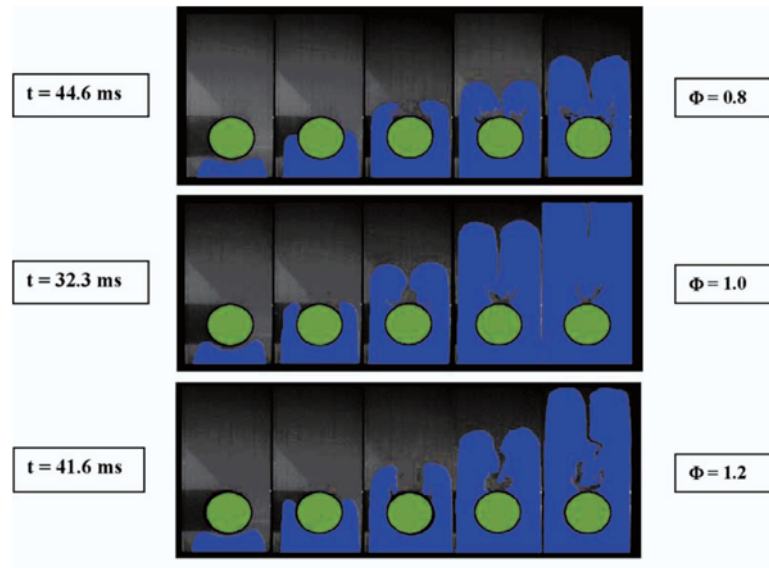 t = 44.6 ms
Φ = 0.8
t = 32.3 ms
Φ = 1.0
t = 41.6 ms
Φ = 1.2